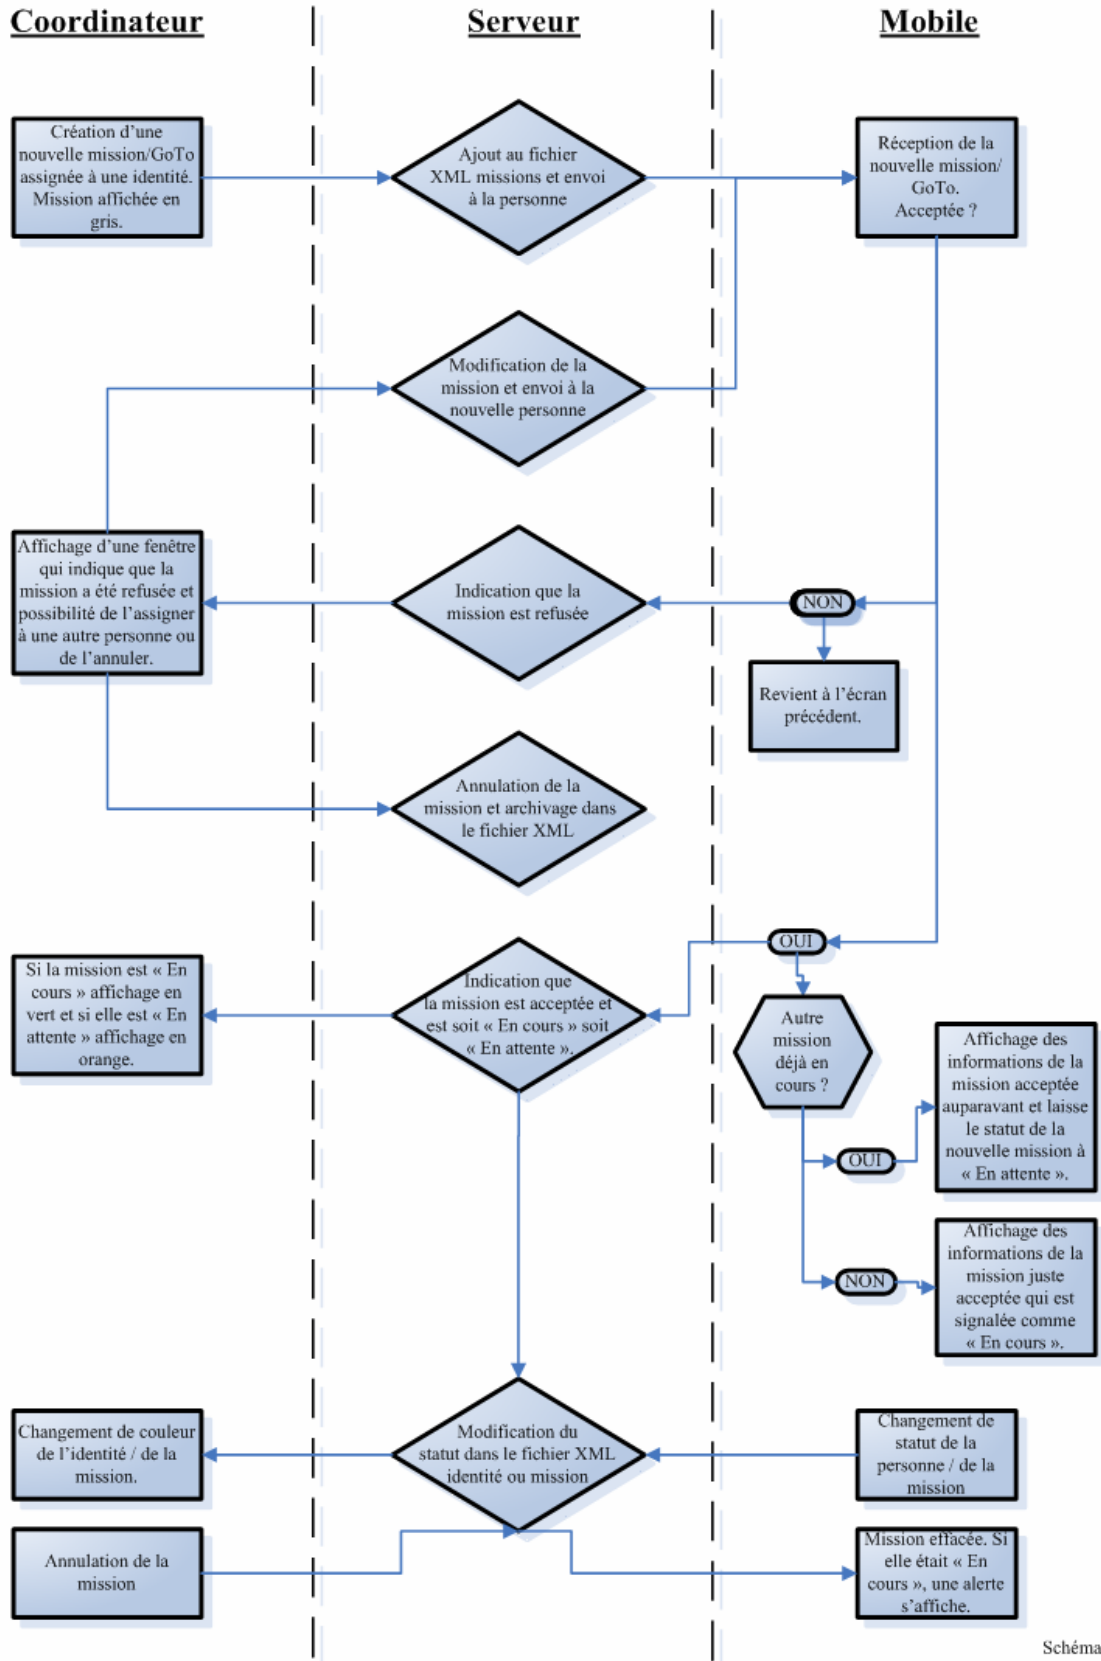 Coordinateur
Serveur
Mobile
Création d'une
nouvelle mission/GoTo
assignée à une identité.
Mission affichée en
gris.
Ajout au fichier
XML missions et envoi
à la personne
Réception de la
nouvelle mission/
GoTo.
Acceptée ?
Modification de la
mission et envoi à la
nouvelle personne
Affichage d'une fenêtre
qui indique que la
mission a été refusée et
possibilité de l'assigner
à une autre personne ou
de l'annuler.
Indication que la
mission est refusée
NON
Revient à l'écran
précédent.
Annulation de la
mission et archivage dans
le fichier XML
OUI
Si la mission est « En
cours » affichage en
vert et si elle est « En
attente » affichage en
orange.
Indication que
la mission est acceptée et
est soit « En cours » soit
« En attente ».
Autre
mission
déjà en
cours ?
Affichage des
informations de la
mission acceptée
auparavant et laisse
le statut de la
nouvelle mission à
« En attente ».
OUI
NON
Affichage des
informations de la
mission juste
acceptée qui est
signalée comme
« En cours ».
Changement de couleur
de l'identité / de la
mission.
Modification du
statut dans le fichier XML
identité ou mission
Changement de
statut de la
personne / de la
mission
Annulation de la
mission
Mission effacée. Si
elle était « En
cours », une alerte
s'affiche.
Schéma